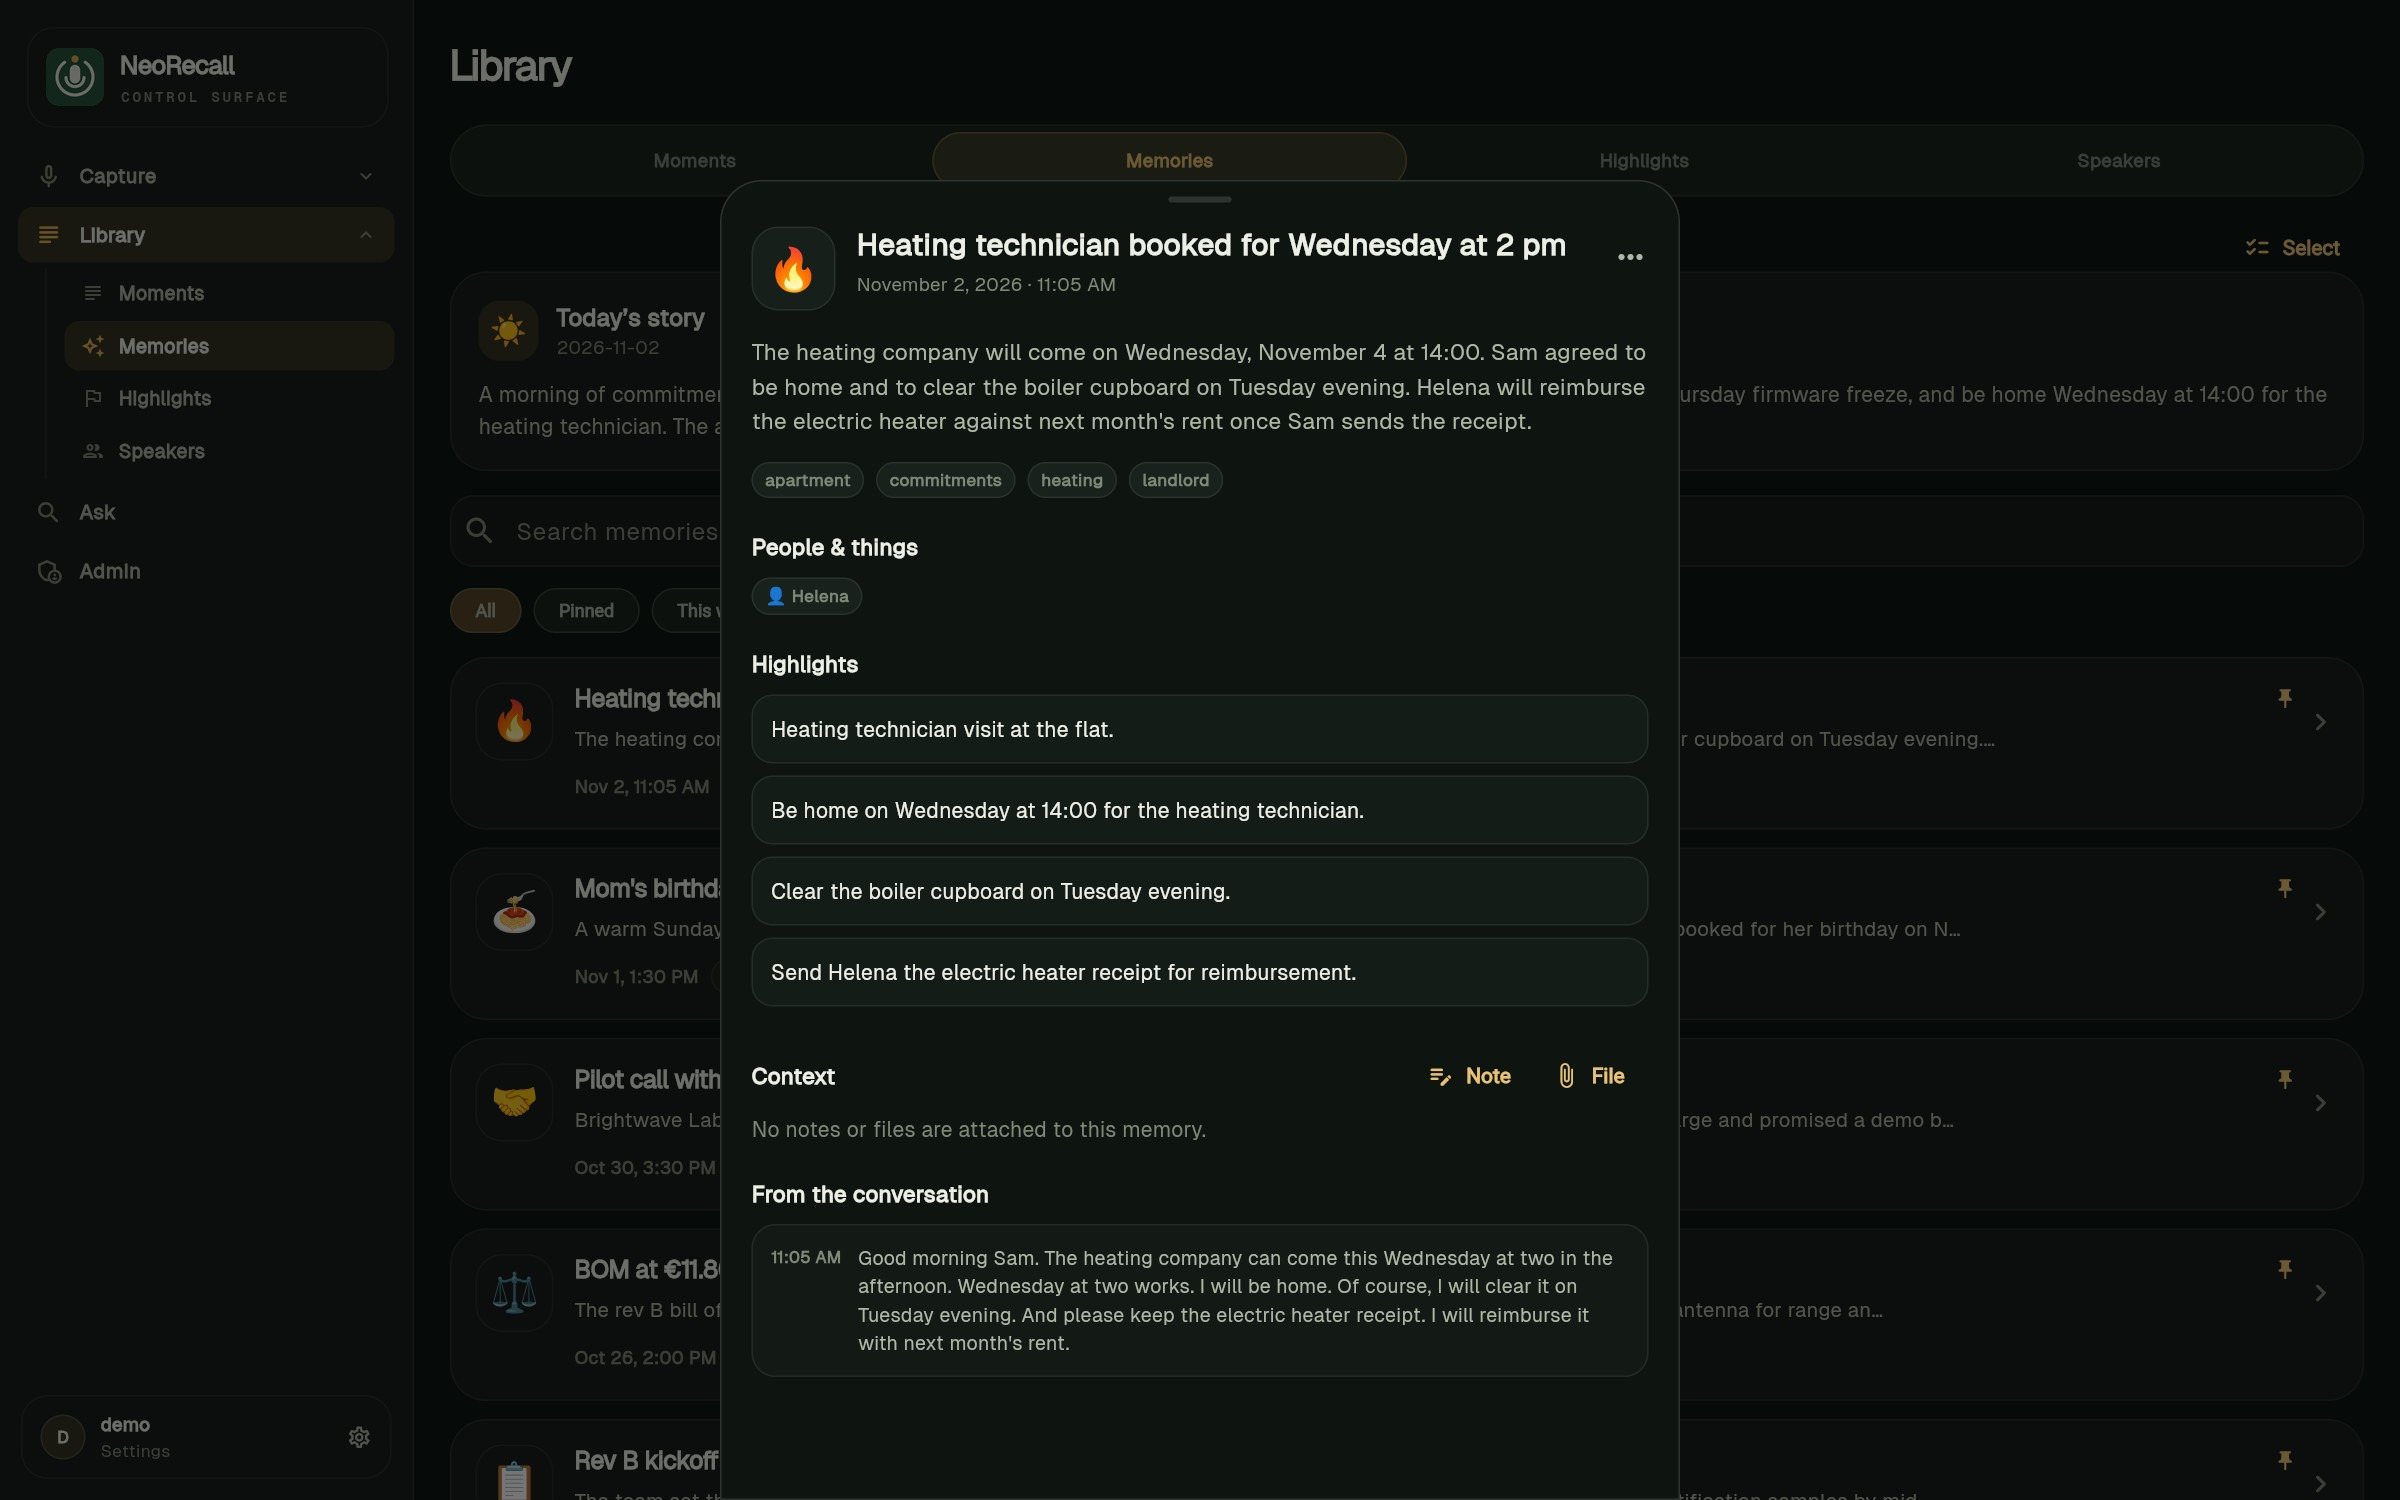 NeoRecall
CONTROL SURFACE
Capture
Library
Moments
Memories
Highlights
Speakers
Ask
Admin
demo
Settings
D
Library
Moments
Memories
Highlights
Speakers
Select
Today's story
2026-11-02
A morning of commitmen
heating technician. The a
ursday firmware freeze, and be home Wednesday at 14:00 for the
Search memories
All
Pinned
This w
Heating techn
The heating con
r cupboard on Tuesday evening....
Nov 2, 11:05 AM
Mom's birthda
A warm Sunday
booked for her birthday on N...
Nov 1, 1:30 PM
Pilot call with
Brightwave Lab
rge and promised a demo b...
Oct 30, 3:30 PM
BOM at €11.8
The rev B bill of
antenna for range an...
Oct 26, 2:00 PM
Rev B kickoff
The team set th
tification samples by mid
Heating technician booked for Wednesday at 2 pm
November 2, 2026 · 11:05 AM
The heating company will come on Wednesday, November 4 at 14:00. Sam agreed to
be home and to clear the boiler cupboard on Tuesday evening. Helena will reimburse
the electric heater against next month's rent once Sam sends the receipt.
apartment
commitments
heating
landlord
People & things
Helena
Highlights
Heating technician visit at the flat.
Be home on Wednesday at 14:00 for the heating technician.
Clear the boiler cupboard on Tuesday evening.
Send Helena the electric heater receipt for reimbursement.
Context
Note
File
No notes or files are attached to this memory.
From the conversation
11:05 AM
Good morning Sam. The heating company can come this Wednesday at two in the
afternoon. Wednesday at two works. I will be home. Of course, I will clear it on
Tuesday evening. And please keep the electric heater receipt. I will reimburse it
with next month's rent.